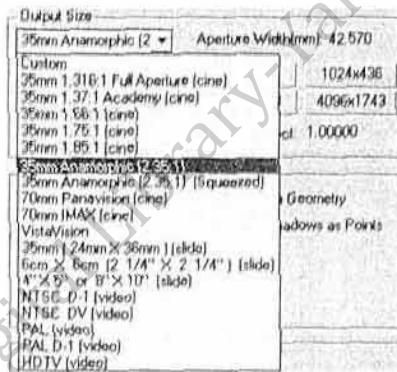 Output Size
35mm Anamorphic (2
Aperture Width(mm): 42.570
Custom
35mm 1.316:1 Full Aperture (cine)
1024x436
35mm 1.37:1 Academy (cine)
35mm 1.66:1 (cine)
4096x1743
35mm 1.75:1 (cine)
35mm 1.85:1 (cine)
1.00000
35mm Anamorphic (2.35:1)
35mm Anamorphic (2.35:1) (Squeezed)
70mm Panavision (cine)
Geometry
70mm IMAX (cine)
adows as Points
VistaVision
35mm (24mm X 36mm) (slide)
6cm X 6cm (2 1/4" X 2 1/4") (slide)
4" X 5" or 8" X 10" (slide)
NTSC D-1 (video)
NTSC DV (video)
PAL (video)
PAL D-1 (video)
HDTV (video)